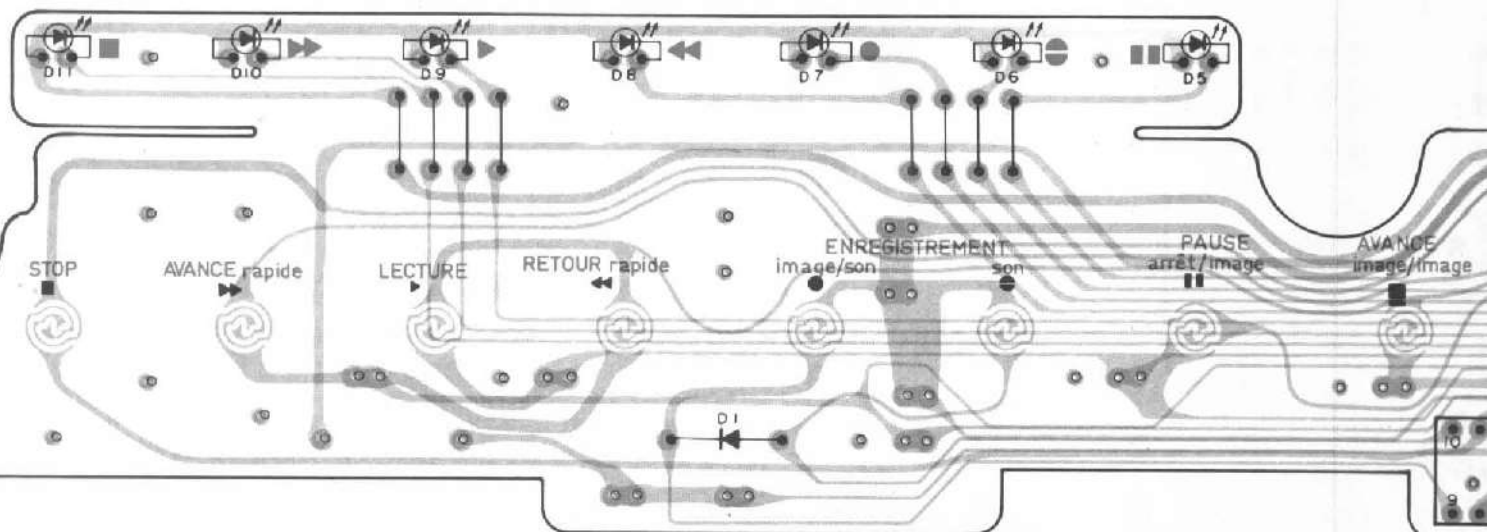 D11 D10 D9 D8 D7 D6 D5
STOP
AVANCE rapide
LECTURE
RETOUR rapide
ENREGISTREMENT
image/son
son
PAUSE
arrêt/image
AVANCE
image/image
D1
10
9